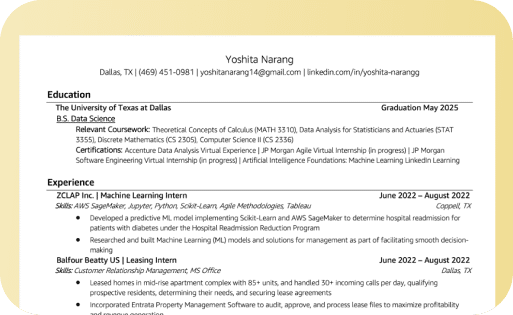 Yoshita Narang
Dallas, TX | (469) 451-0981 | yoshitanarang14@gmail.com | linkedin.com/in/yoshita-narangg
Education
The University of Texas at Dallas Graduation May 2025
B.S. Data Science
Relevant Coursework: Theoretical Concepts of Calculus (MATH 3310), Data Analysis for Statisticians and Actuaries (STAT
3355), Discrete Mathematics (CS 2305), Computer Science II (CS 2336)
Certifications: Accenture Data Analysis Virtual Experience | JP Morgan Agile Virtual Internship (in progress) | JP Morgan
Software Engineering Virtual Internship (in progress) | Artificial Intelligence Foundations: Machine Learning LinkedIn Learning
Experience
ZCLAP Inc. | Machine Learning Intern June 2022 – August 2022
Skills: AWS SageMaker, Jupyter, Python, Scikit-Learn, Agile Methodologies, Tableau Coppell, TX
● Developed a predictive ML model implementing Scikit-Learn and AWS SageMaker to determine hospital readmission for
patients with diabetes under the Hospital Readmission Reduction Program
● Researched and built Machine Learning (ML) models and solutions for management as part of facilitating smooth decision-
making
Balfour Beatty US | Leasing Intern June 2022 – August 2022
Skills: Customer Relationship Management, MS Office Dallas, TX
● Leased homes in mid-rise apartment complex with 85+ units, and handled 30+ incoming calls per day, qualifying
prospective residents, determining their needs, and securing lease agreements
● Incorporated Entrata Property Management Software to audit, approve, and process lease files to maximize profitability
and revenue generation